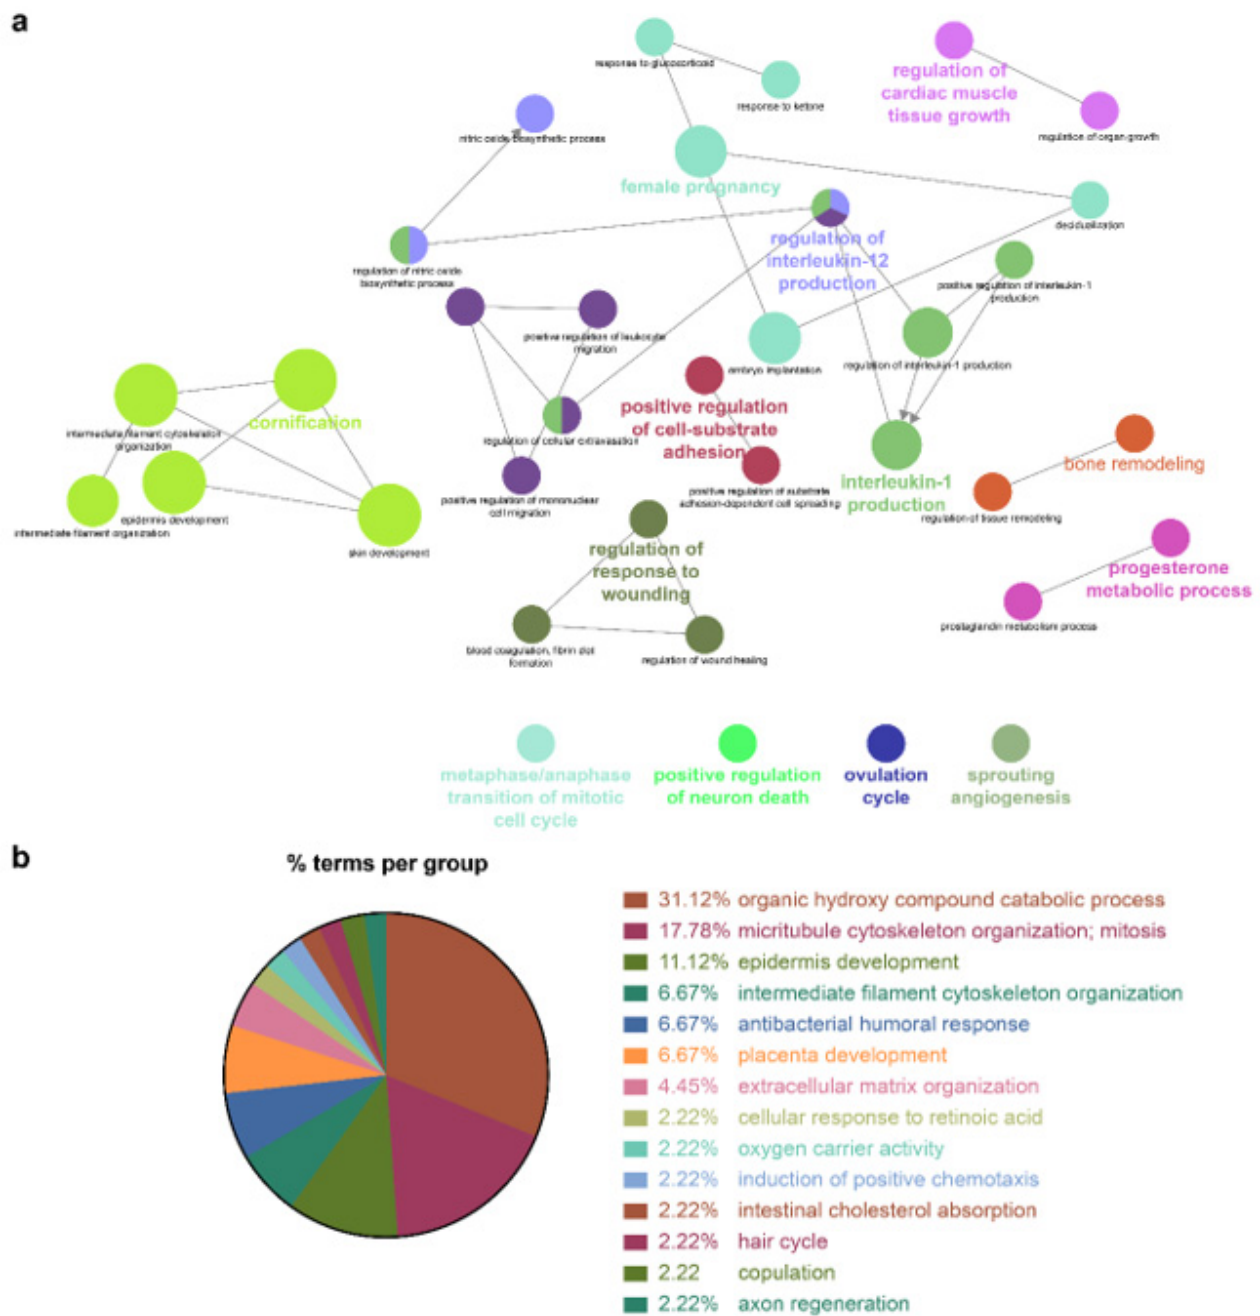 a
response to glucocorticoid
response to ketone
regulation of
cardiac muscle
tissue growth
regulation of organ growth
nitric oxide biosynthetic process
female pregnancy
decidualization
regulation of nitric oxide
biosynthetic process
regulation of
interleukin-12
production
positive regulation of interleukin-1
production
positive regulation of leukocyte
migration
embryo implantation
regulation of interleukin-1 production
cornification
intermediate filament cytoskeleton
organization
regulation of cellular extravasation
positive regulation
of cell-substrate
adhesion
bone remodeling
epidermis development
intermediate filament organization
skin development
positive regulation of mononuclear
cell migration
positive regulation of substrate
adhesion-dependent cell spreading
interleukin-1
production
regulation of tissue remodeling
regulation of
response to
wounding
progesterone
metabolic process
prostaglandin metabolism process
blood coagulation, fibrin clot
formation
regulation of wound healing
metaphase/anaphase
transition of mitotic
cell cycle
positive regulation
of neuron death
ovulation
cycle
sprouting
angiogenesis
b
% terms per group
31.12% organic hydroxy compound catabolic process
17.78% micritubule cytoskeleton organization; mitosis
11.12% epidermis development
6.67% intermediate filament cytoskeleton organization
6.67% antibacterial humoral response
6.67% placenta development
4.45% extracellular matrix organization
2.22% cellular response to retinoic acid
2.22% oxygen carrier activity
2.22% induction of positive chemotaxis
2.22% intestinal cholesterol absorption
2.22% hair cycle
2.22 copulation
2.22% axon regeneration